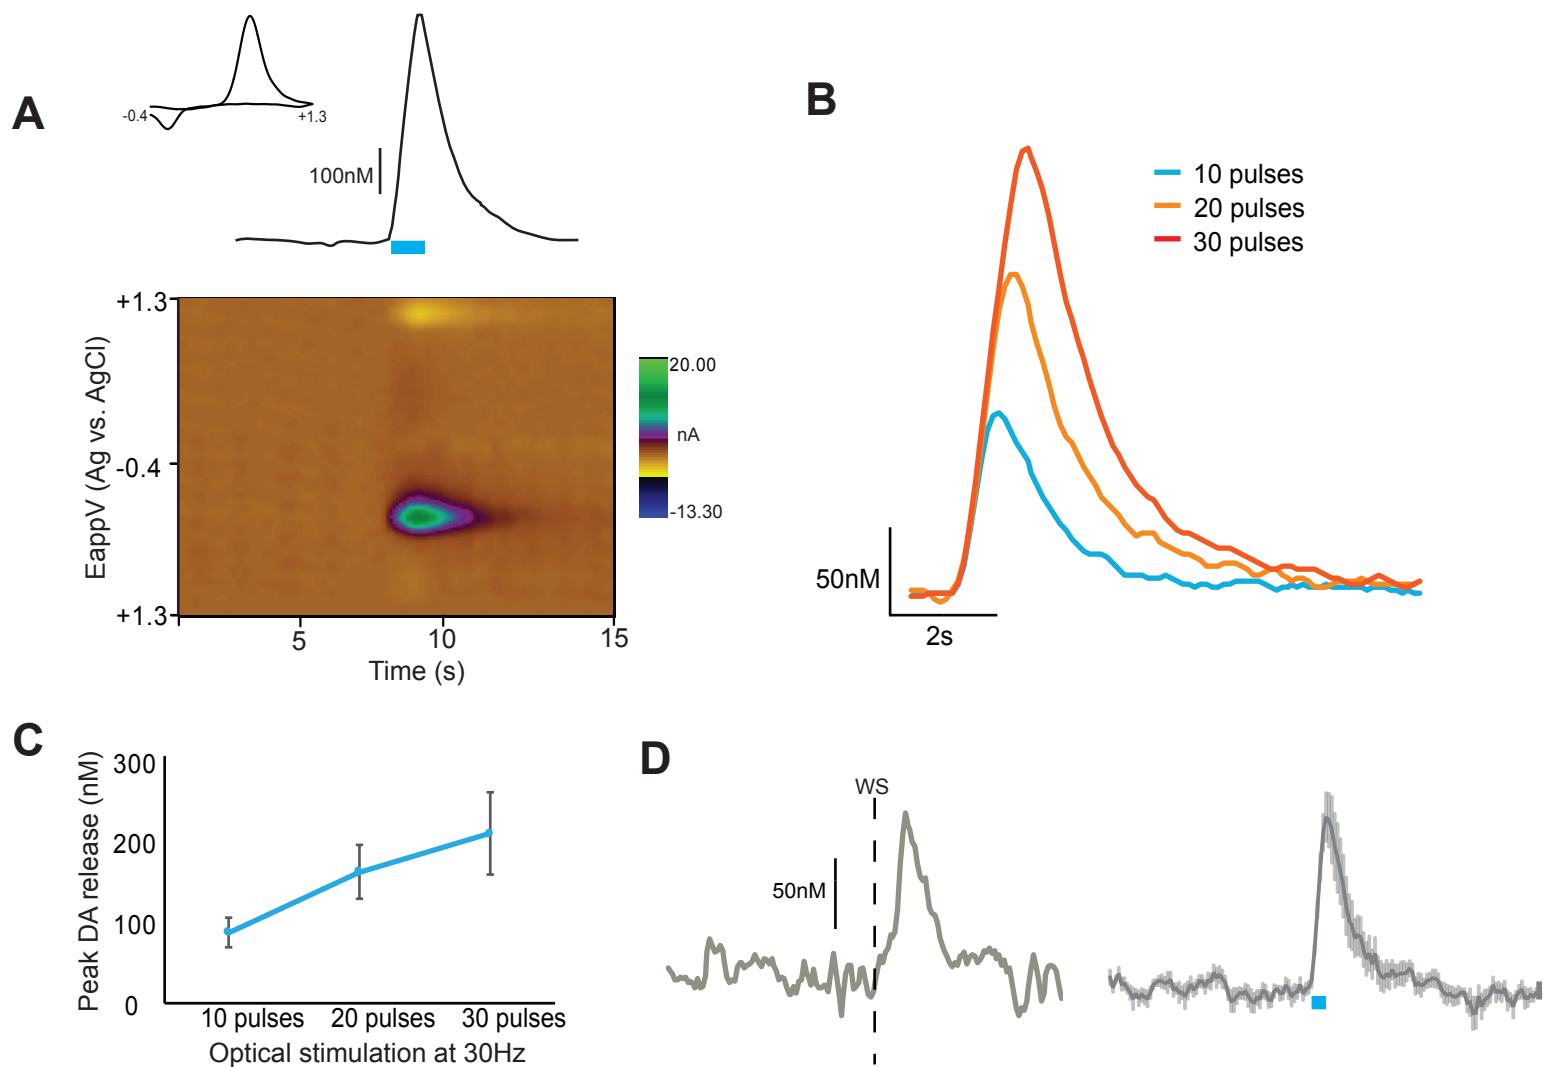 A
-0.4
+1.3
100nM
+1.3
-0.4
+1.3
EappV (Ag vs. AgCl)
5
10
15
Time (s)
20.00
nA
-13.30
B
10 pulses
20 pulses
30 pulses
50nM
2s
C
Peak DA release (nM)
300
200
100
0
10 pulses
20 pulses
30 pulses
Optical stimulation at 30Hz
D
WS
50nM